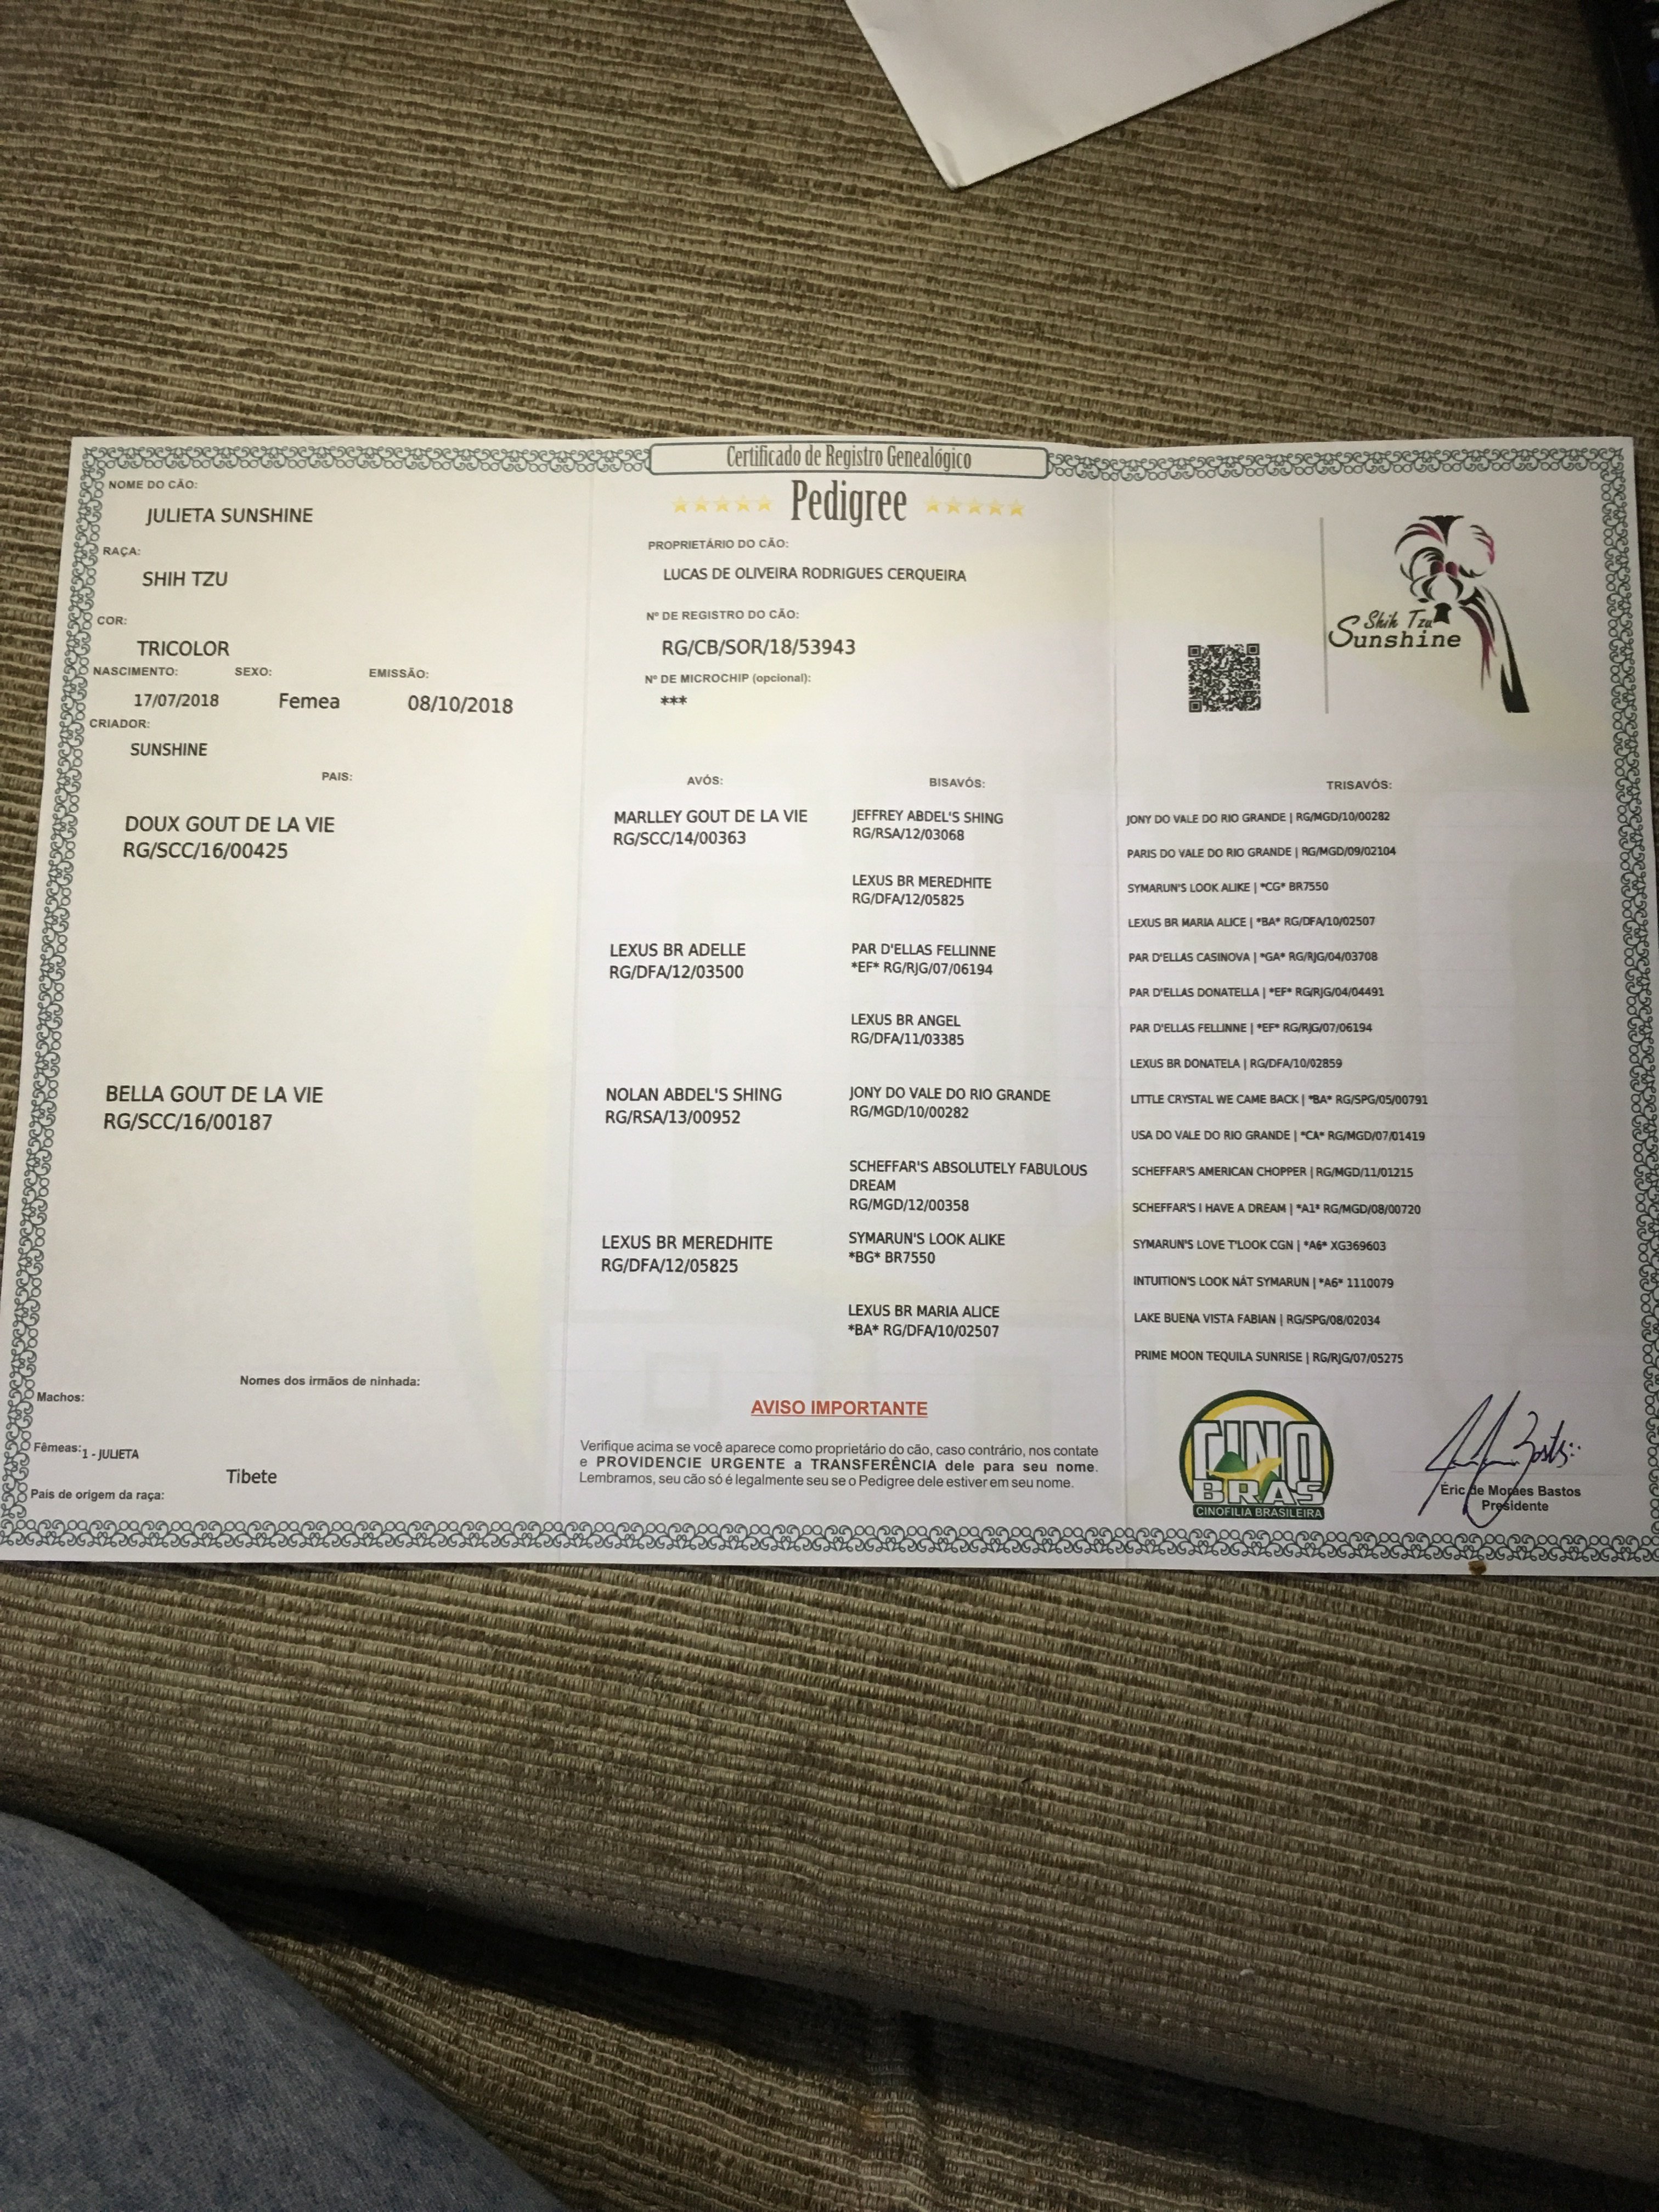 Certificado de Registro Genealógico
Pedigree
NOME DO CÃO:
JULIETA SUNSHINE
RAÇA:
SHIH TZU
COR:
TRICOLOR
NASCIMENTO: SEXO: EMISSÃO:
17/07/2018 Femea 08/10/2018
CRIADOR:
SUNSHINE
PROPRIETÁRIO DO CÃO:
LUCAS DE OLIVEIRA RODRIGUES CERQUEIRA
Nº DE REGISTRO DO CÃO:
RG/CB/SOR/18/53943
Nº DE MICROCHIP (opcional):
***
Shih Tzu
Sunshine
PAIS:
DOUX GOUT DE LA VIE
RG/SCC/16/00425
BELLA GOUT DE LA VIE
RG/SCC/16/00187
AVÓS:
MARLLEY GOUT DE LA VIE
RG/SCC/14/00363
LEXUS BR ADELLE
RG/DFA/12/03500
NOLAN ABDEL'S SHING
RG/RSA/13/00952
LEXUS BR MEREDHITE
RG/DFA/12/05825
BISAVÓS:
JEFFREY ABDEL'S SHING
RG/RSA/12/03068
LEXUS BR MEREDHITE
RG/DFA/12/05825
PAR D'ELLAS FELLINNE
*EF* RG/RJG/07/06194
LEXUS BR ANGEL
RG/DFA/11/03385
JONY DO VALE DO RIO GRANDE
RG/MGD/10/00282
SCHEFFAR'S ABSOLUTELY FABULOUS
DREAM
RG/MGD/12/00358
SYMARUN'S LOOK ALIKE
*BG* BR7550
LEXUS BR MARIA ALICE
*BA* RG/DFA/10/02507
TRISAVÓS:
JONY DO VALE DO RIO GRANDE | RG/MGD/10/00282
PARIS DO VALE DO RIO GRANDE | RG/MGD/09/02104
SYMARUN'S LOOK ALIKE | *CG* BR7550
LEXUS BR MARIA ALICE | *BA* RG/DFA/10/02507
PAR D'ELLAS CASINOVA | *GA* RG/RJG/04/03708
PAR D'ELLAS DONATELLA | *EF* RG/RJG/04/04491
PAR D'ELLAS FELLINNE | *EF* RG/RJG/07/06194
LEXUS BR DONATELA | RG/DFA/10/02859
LITTLE CRYSTAL WE CAME BACK | *BA* RG/SPG/05/00791
USA DO VALE DO RIO GRANDE | *CA* RG/MGD/07/01419
SCHEFFAR'S AMERICAN CHOPPER | RG/MGD/11/01215
SCHEFFAR'S I HAVE A DREAM | *A1* RG/MGD/08/00720
SYMARUN'S LOVE T'LOOK CGN | *A6* XG369603
INTUITION'S LOOK NÁT SYMARUN | *A6* 1110079
LAKE BUENA VISTA FABIAN | RG/SPG/08/02034
PRIME MOON TEQUILA SUNRISE | RG/RJG/07/05275
Nomes dos irmãos de ninhada:
Machos:
Fêmeas: 1 - JULIETA
Tibete
País de origem da raça:
AVISO IMPORTANTE
Verifique acima se você aparece como proprietário do cão, caso contrário, nos contate
e PROVIDENCIE URGENTE a TRANSFERÊNCIA dele para seu nome.
Lembramos, seu cão só é legalmente seu se o Pedigree dele estiver em seu nome.
CINO
BRAS
CINOFILIA BRASILEIRA
Éric de Moraes Bastos
Presidente